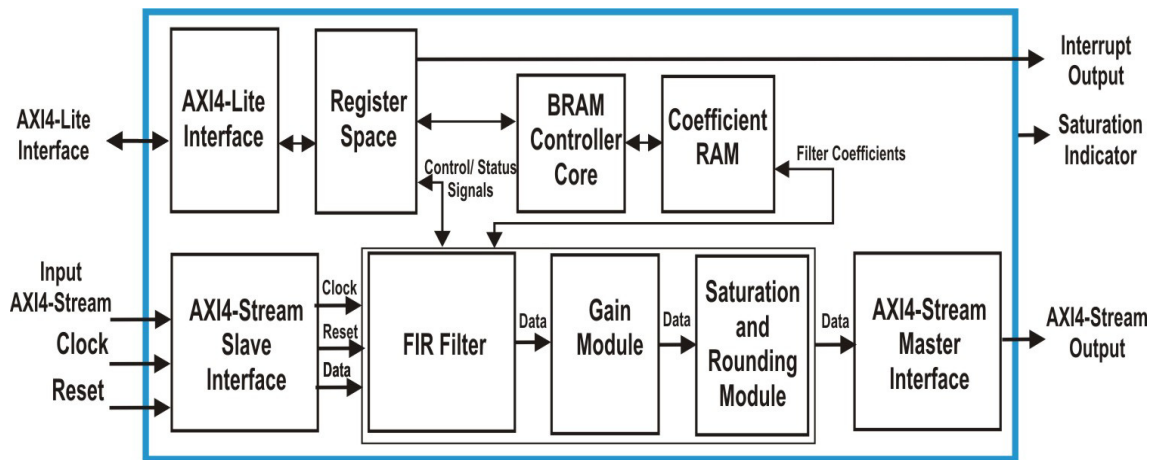 AXI4-Lite
Interface
AXI4-Lite
Interface
Register
Space
BRAM
Controller
Core
Coefficient
RAM
Interrupt
Output
Saturation
Indicator
Control/ Status
Signals
Filter Coefficients
Input
AXI4-Stream
Clock
Reset
AXI4-Stream
Slave
Interface
Clock
Reset
Data
FIR Filter
Data
Gain
Module
Data
Saturation
and
Rounding
Module
Data
AXI4-Stream
Master
Interface
AXI4-Stream
Output